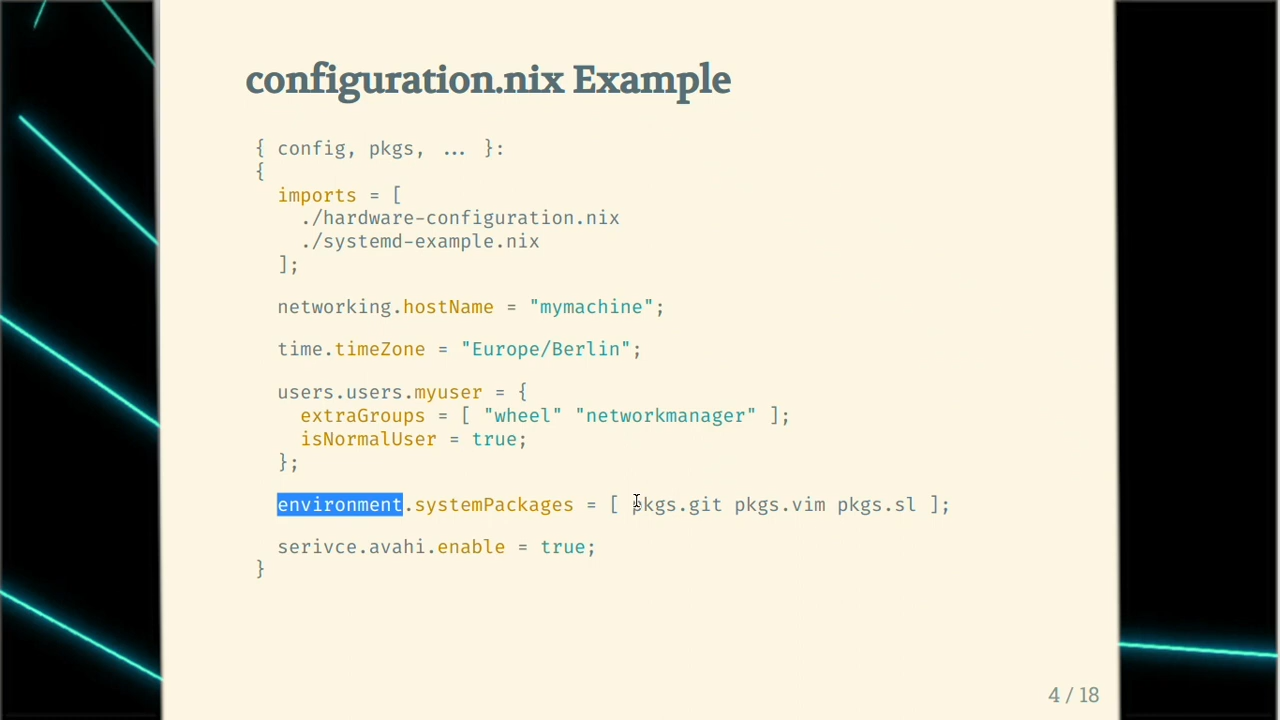 configuration.nix Example
{ config, pkgs, ... }:
{
imports = [
./hardware-configuration.nix
./systemd-example.nix
];
networking.hostName = "mymachine";
time.timeZone = "Europe/Berlin";
users.users.myuser = {
extraGroups = [ "wheel" "networkmanager" ];
isNormalUser = true;
};
environment.systemPackages = [ pkgs.git pkgs.vim pkgs.sl ];
serivce.avahi.enable = true;
}
4 / 18